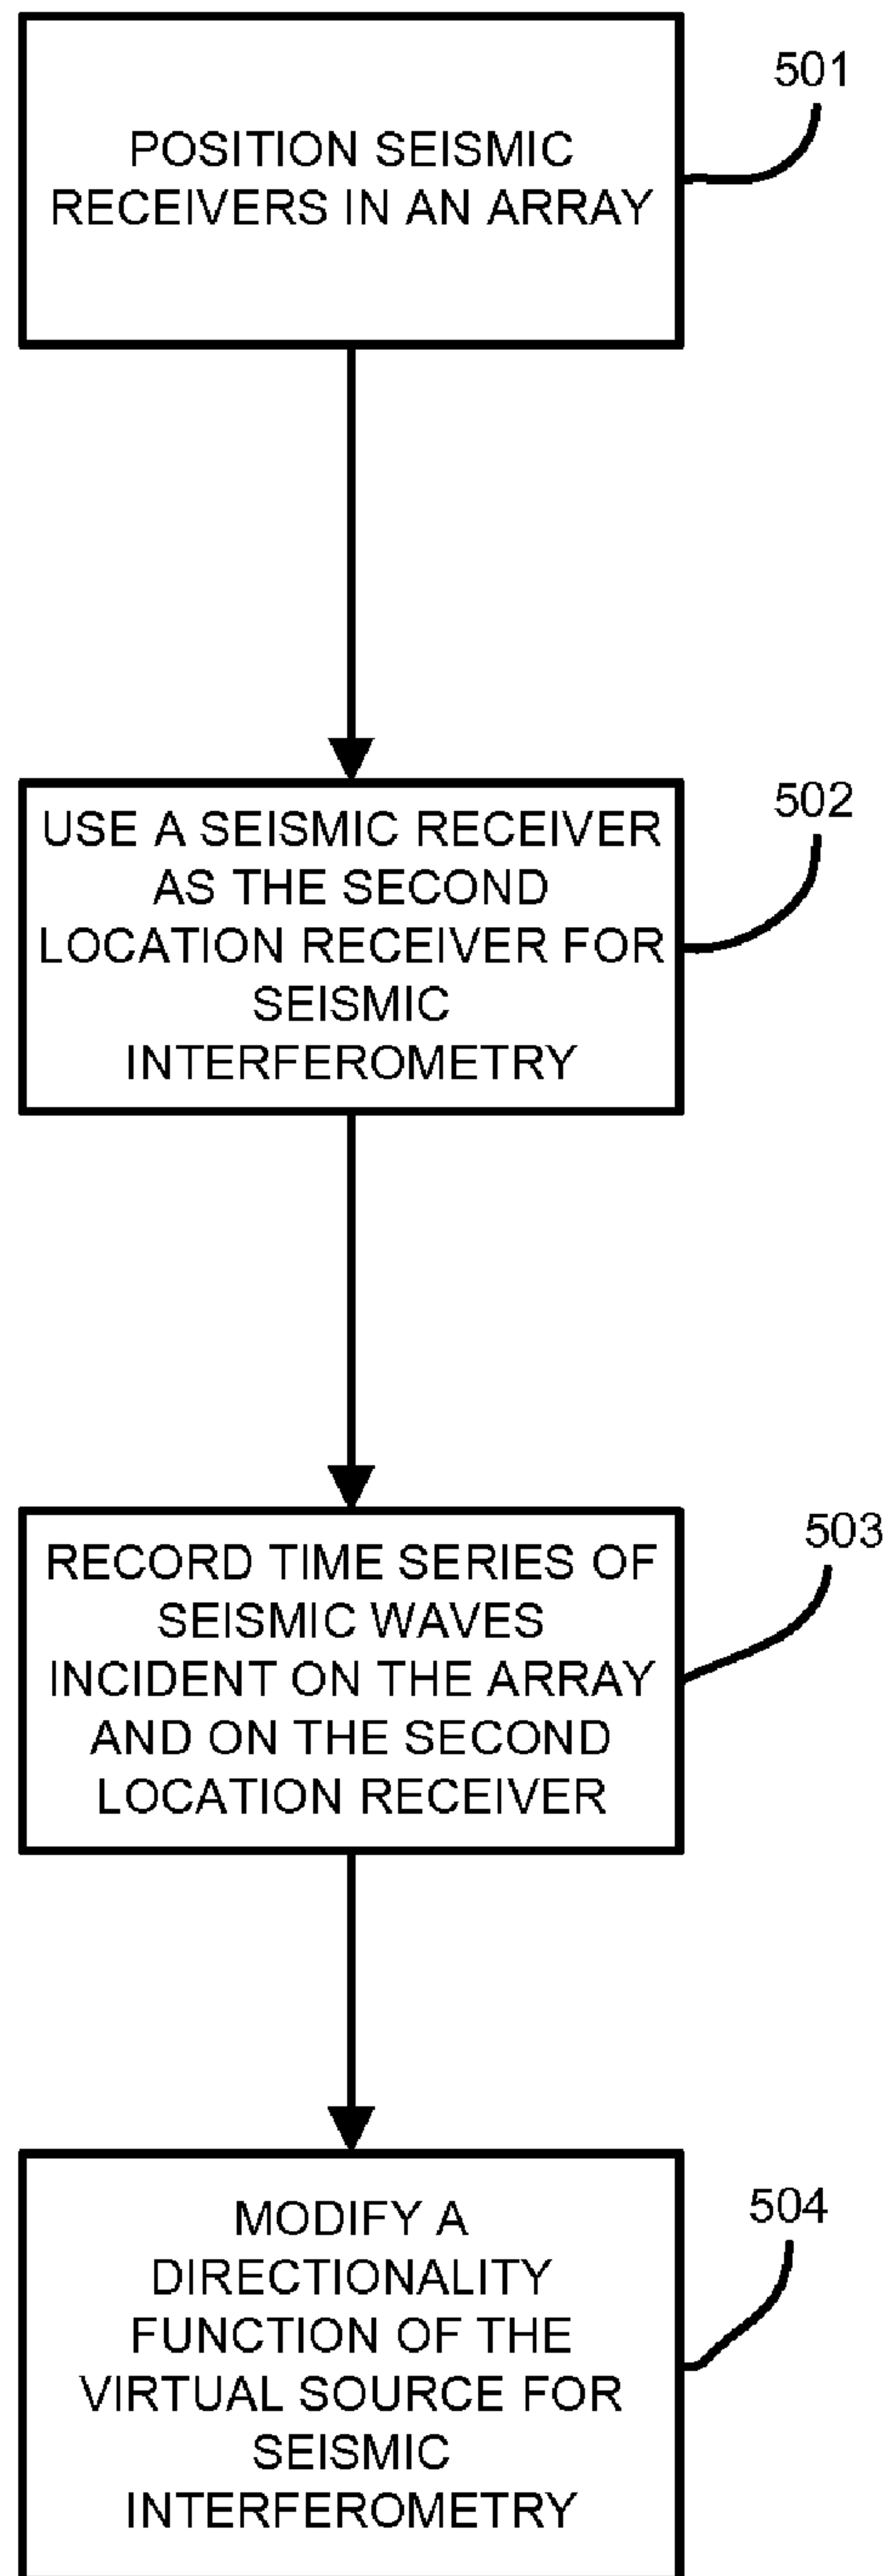 501
POSITION SEISMIC
RECEIVERS IN AN ARRAY
502
USE A SEISMIC RECEIVER
AS THE SECOND
LOCATION RECEIVER FOR
SEISMIC
INTERFEROMETRY
503
RECORD TIME SERIES OF
SEISMIC WAVES
INCIDENT ON THE ARRAY
AND ON THE SECOND
LOCATION RECEIVER
504
MODIFY A
DIRECTIONALITY
FUNCTION OF THE
VIRTUAL SOURCE FOR
SEISMIC
INTERFEROMETRY